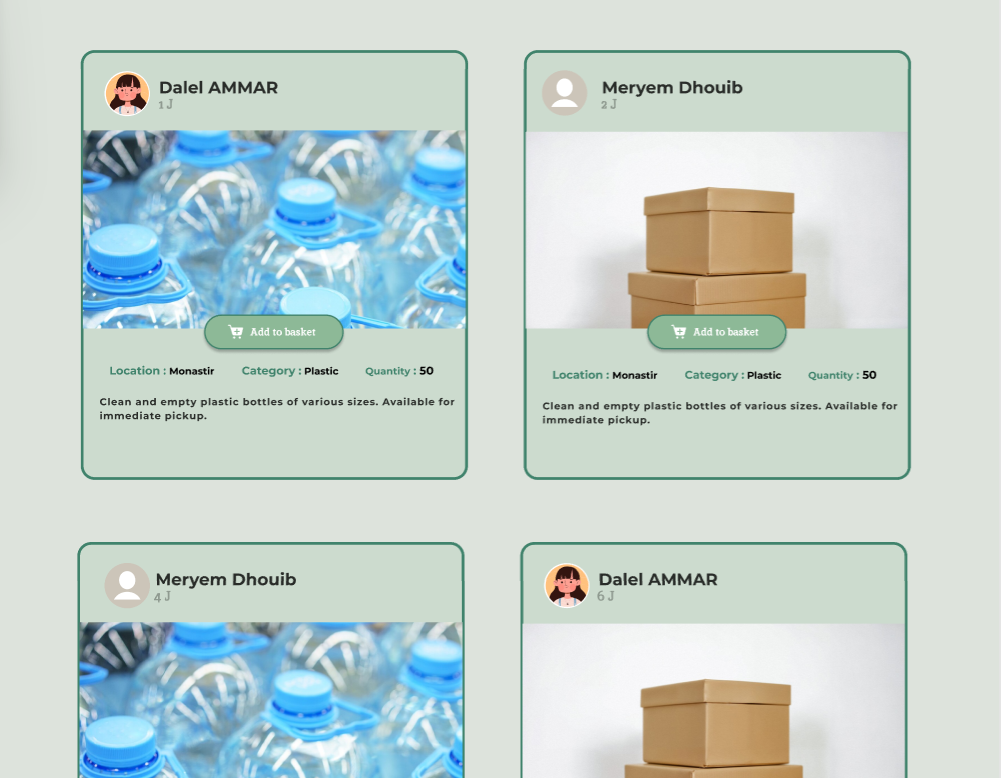 Dalel AMMAR
1 J
Add to basket
Location : Monastir Category : Plastic Quantity : 50
Clean and empty plastic bottles of various sizes. Available for
immediate pickup.
Meryem Dhouib
2 J
Add to basket
Location : Monastir Category : Plastic Quantity : 50
Clean and empty plastic bottles of various sizes. Available for
immediate pickup.
Meryem Dhouib
4 J
Dalel AMMAR
6 J